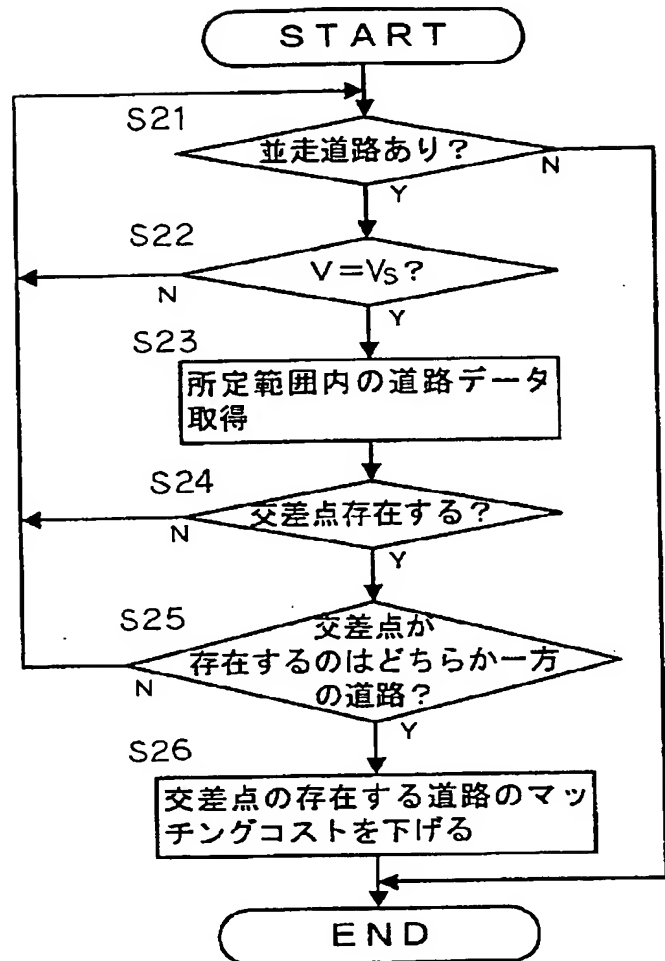 START
S21
並走道路あり?
N
Y
S22
V=Vs?
N
Y
S23
所定範囲内の道路データ
取得
S24
交差点存在する?
N
Y
S25
交差点が
存在するのはどちらか一方
の道路?
N
Y
S26
交差点の存在する道路のマッ
チングコストを下げる
END